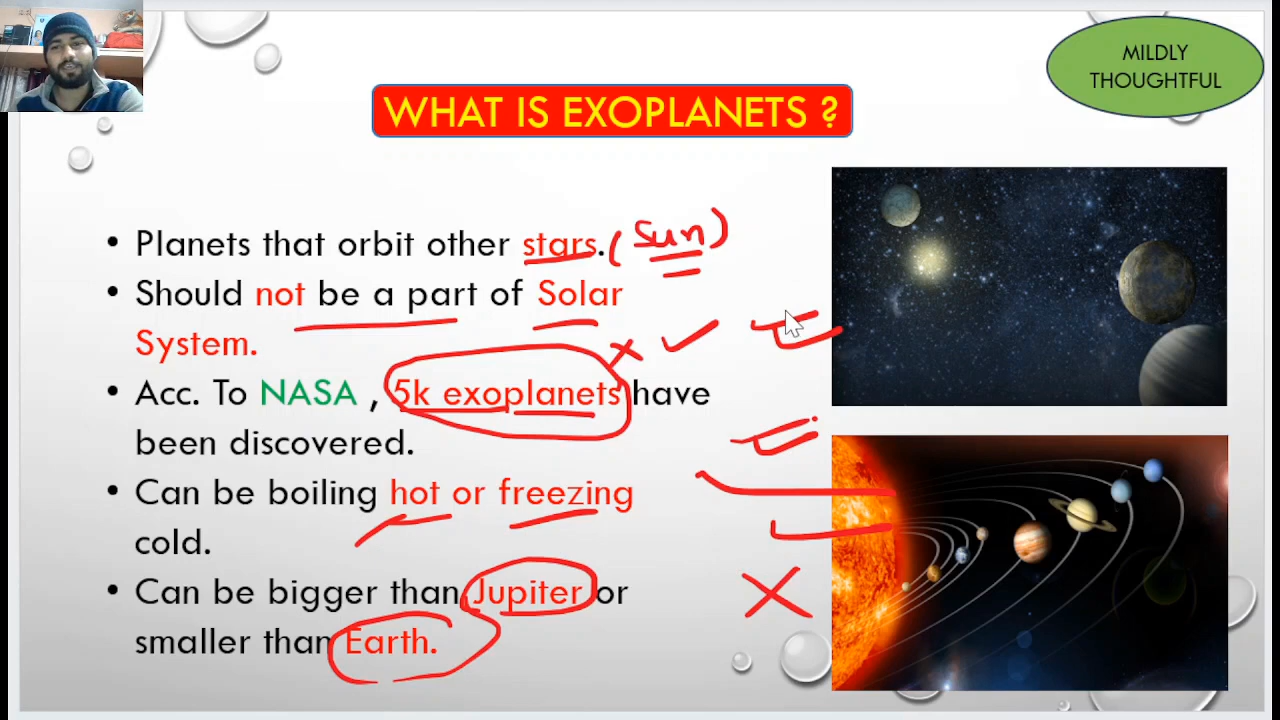 MILDLY
THOUGHTFUL
WHAT IS EXOPLANETS ?
• Planets that orbit other stars. (Sun)
• Should not be a part of Solar
System.
• Acc. To NASA , 5k exoplanets have
been discovered.
• Can be boiling hot or freezing
cold.
• Can be bigger than Jupiter or
smaller than Earth.